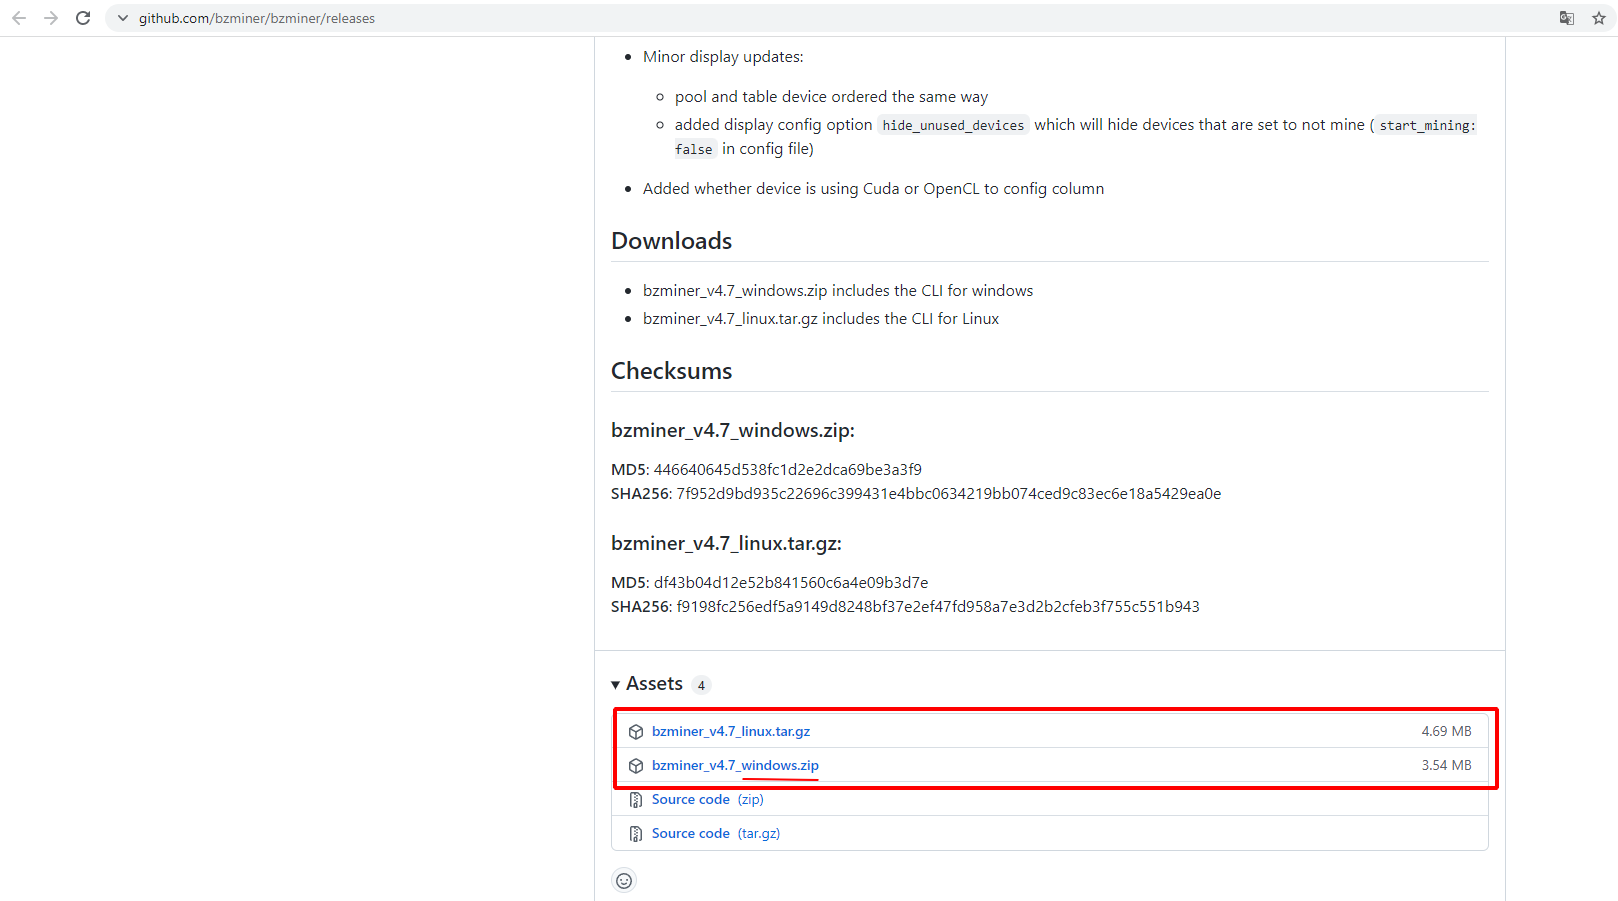 github.com/bzminer/bzminer/releases
Minor display updates:
pool and table device ordered the same way
added display config option hide_unused_devices which will hide devices that are set to not mine ( start_mining:
false in config file)
Added whether device is using Cuda or OpenCL to config column
Downloads
bzminer_v4.7_windows.zip includes the CLI for windows
bzminer_v4.7_linux.tar.gz includes the CLI for Linux
Checksums
bzminer_v4.7_windows.zip:
MD5: 446640645d538fc1d2e2dca69be3a3f9
SHA256: 7f952d9bd935c22696c399431e4bbc0634219bb074ced9c83ec6e18a5429ea0e
bzminer_v4.7_linux.tar.gz:
MD5: df43b04d12e52b841560c6a4e09b3d7e
SHA256: f9198fc256edf5a9149d8248bf37e2ef47fd958a7e3d2b2cfeb3f755c551b943
Assets 4
bzminer_v4.7_linux.tar.gz 4.69 MB
bzminer_v4.7_windows.zip 3.54 MB
Source code (zip)
Source code (tar.gz)